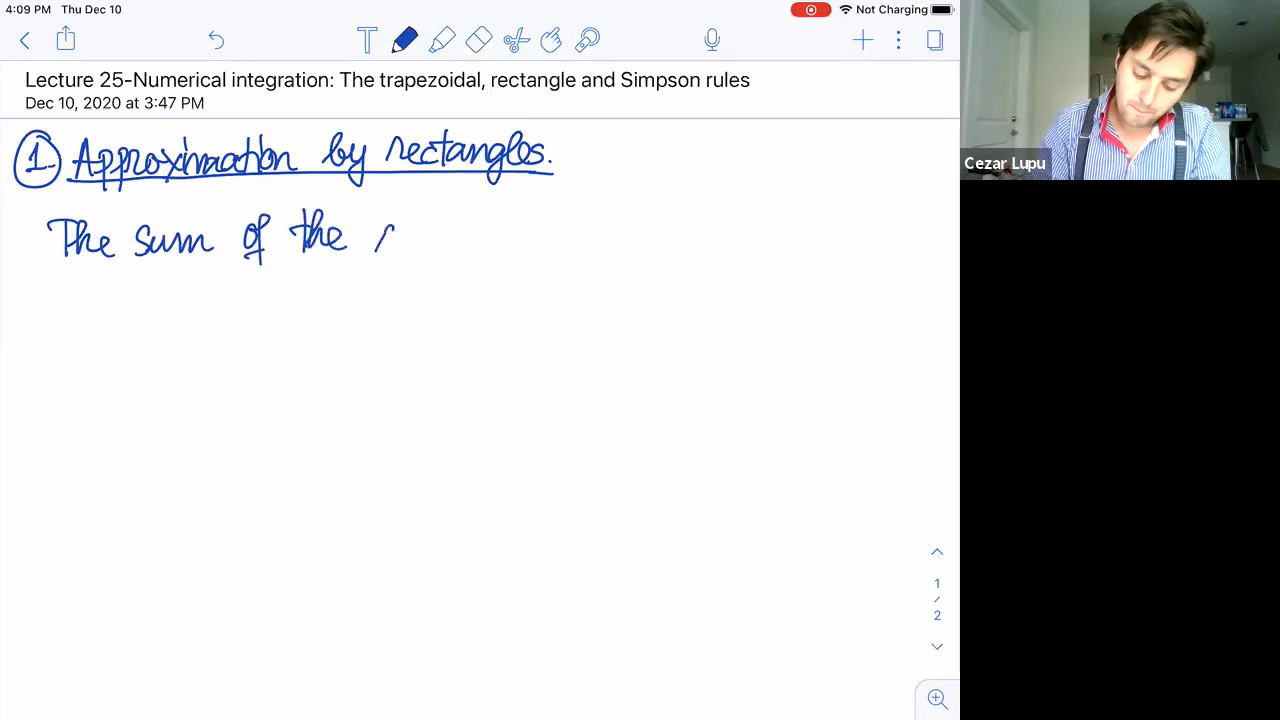 4:09 PM Thu Dec 10
Not Charging
T
Lecture 25-Numerical integration: The trapezoidal, rectangle and Simpson rules
Dec 10, 2020 at 3:47 PM
1 Approximation by rectangles.
The sum of the
1
/
2
Cezar Lupu